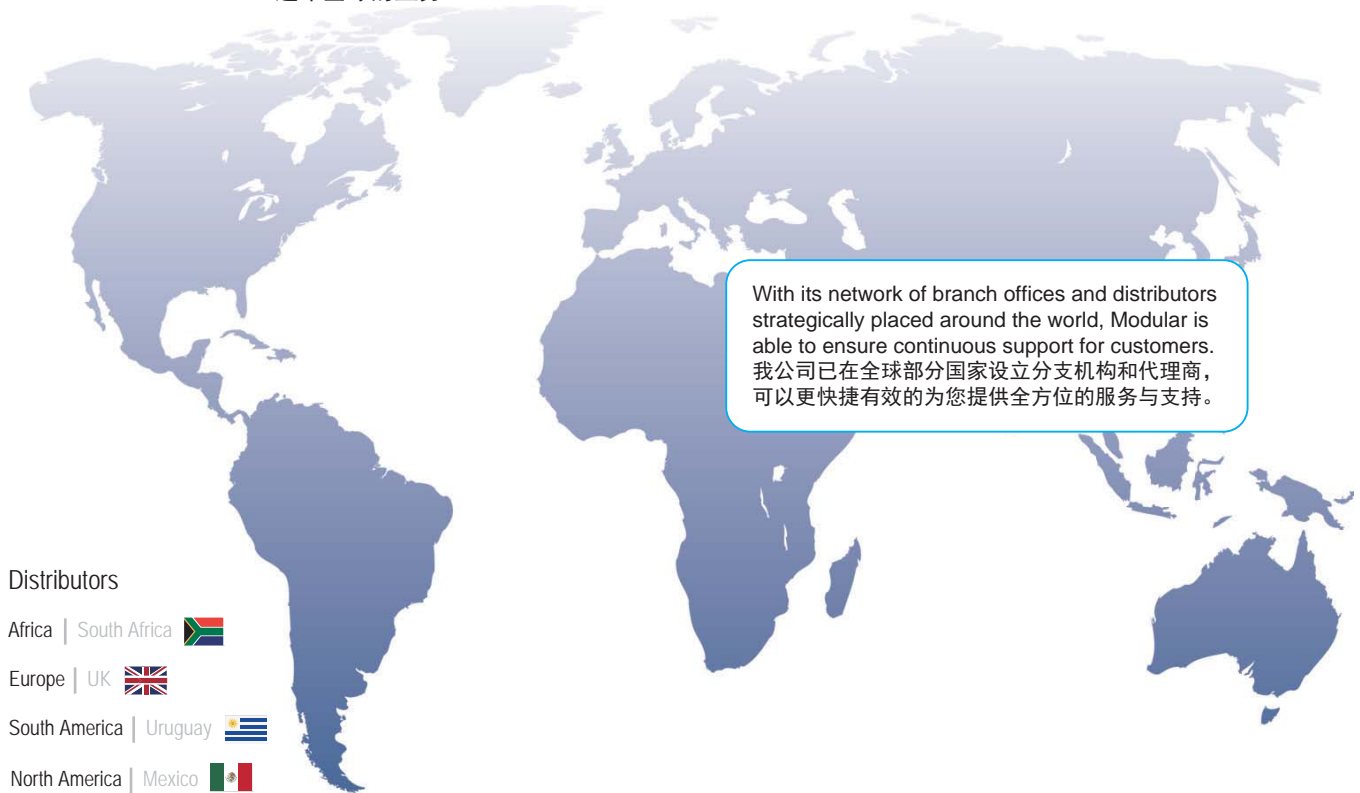 With its network of branch offices and distributors
strategically placed around the world, Modular is
able to ensure continuous support for customers.
我公司已在全球部分国家设立分支机构和代理商，
可以更快捷有效的为您提供全方位的服务与支持。
Distributors
Africa | South Africa
Europe | UK
South America | Uruguay
North America | Mexico